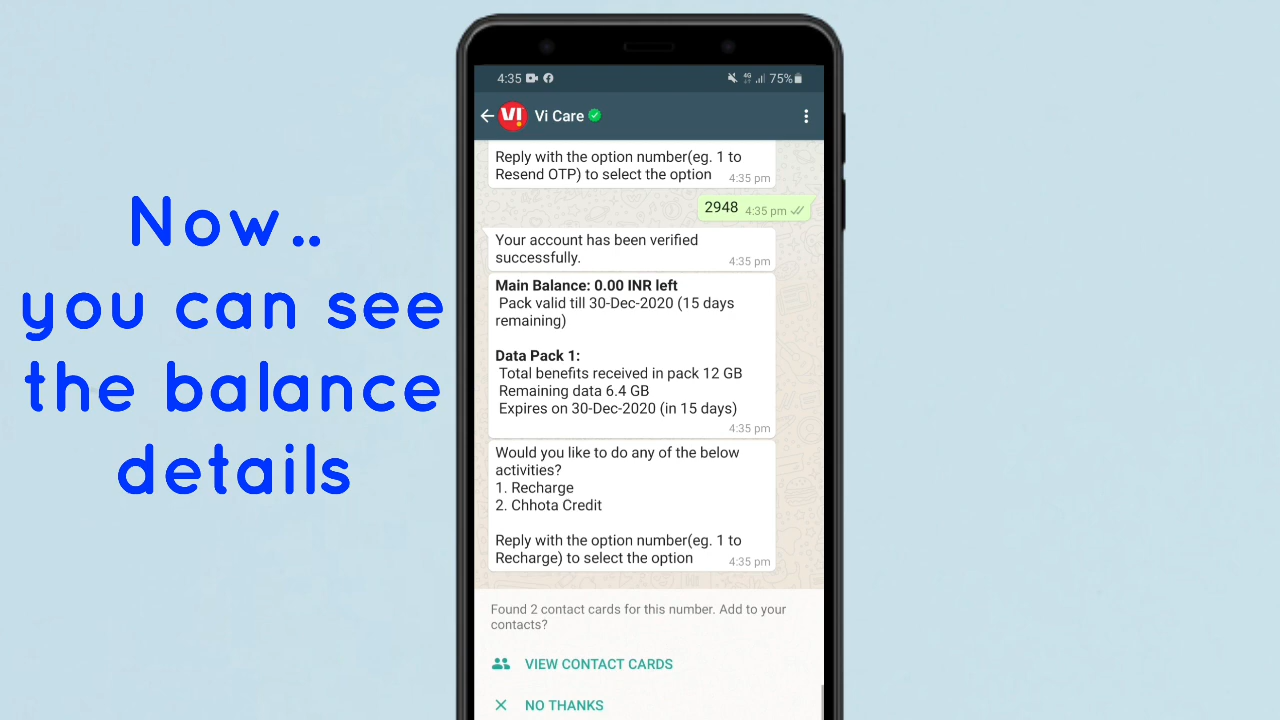 Now..
you can see
the balance
details
4:35
4G
75%
VI
Vi Care
Reply with the option number(eg. 1 to
Resend OTP) to select the option
4:35 pm
2948 4:35 pm
Your account has been verified
successfully.
4:35 pm
Main Balance: 0.00 INR left
Pack valid till 30-Dec-2020 (15 days
remaining)
Data Pack 1:
Total benefits received in pack 12 GB
Remaining data 6.4 GB
Expires on 30-Dec-2020 (in 15 days)
4:35 pm
Would you like to do any of the below
activities?
1. Recharge
2. Chhota Credit
Reply with the option number(eg. 1 to
Recharge) to select the option
4:35 pm
Found 2 contact cards for this number. Add to your
contacts?
VIEW CONTACT CARDS
NO THANKS